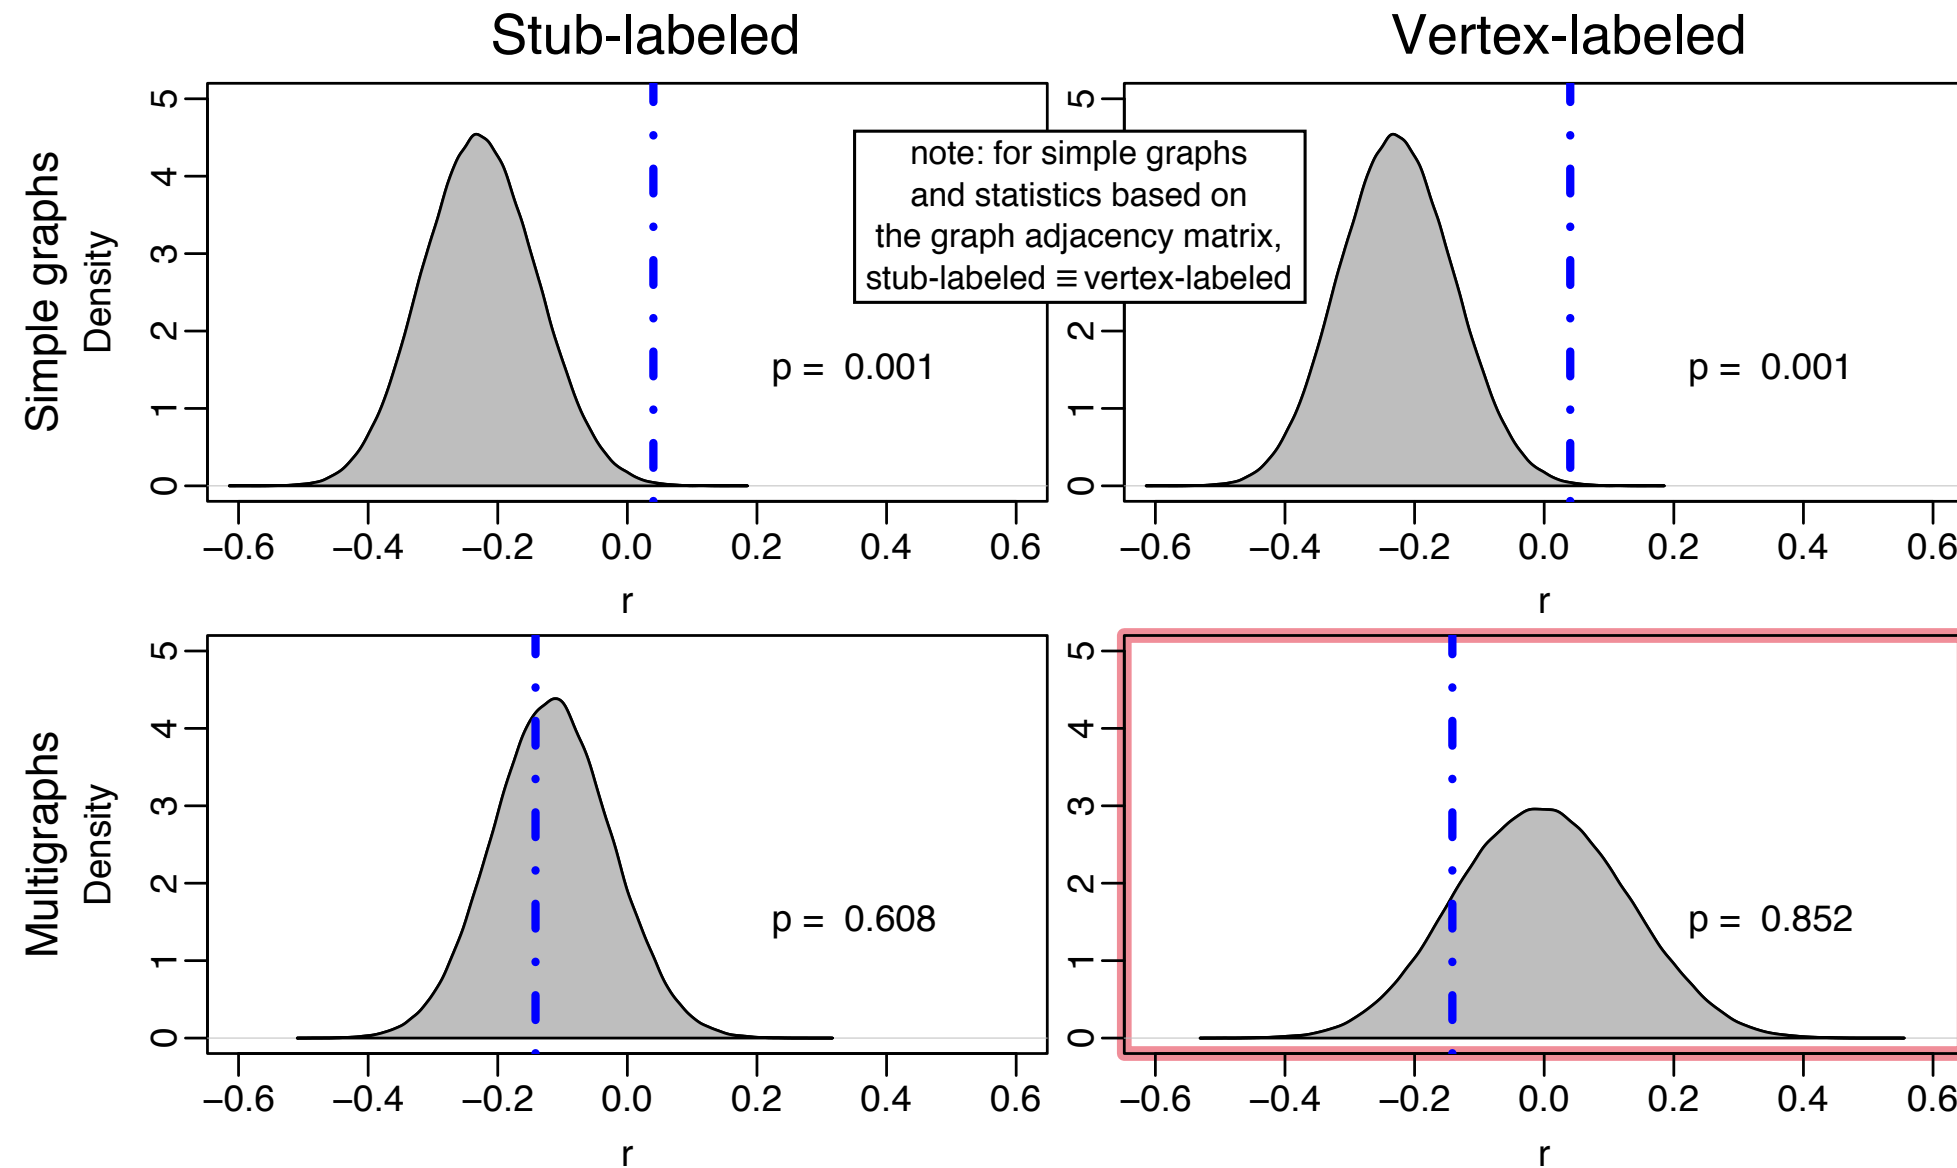 Stub-labeled
Vertex-labeled
Simple graphs
Density
5
4
3
2
1
0
p = 0.001
−0.6 −0.4 −0.2 0.0 0.2 0.4 0.6
r
note: for simple graphs
and statistics based on
the graph adjacency matrix,
stub-labeled ≡ vertex-labeled
5
2
1
0
p = 0.001
−0.6 −0.4 −0.2 0.0 0.2 0.4 0.6
r
Multigraphs
Density
5
4
3
2
1
0
p = 0.608
−0.6 −0.4 −0.2 0.0 0.2 0.4 0.6
r
5
4
3
2
1
0
p = 0.852
−0.6 −0.4 −0.2 0.0 0.2 0.4 0.6
r